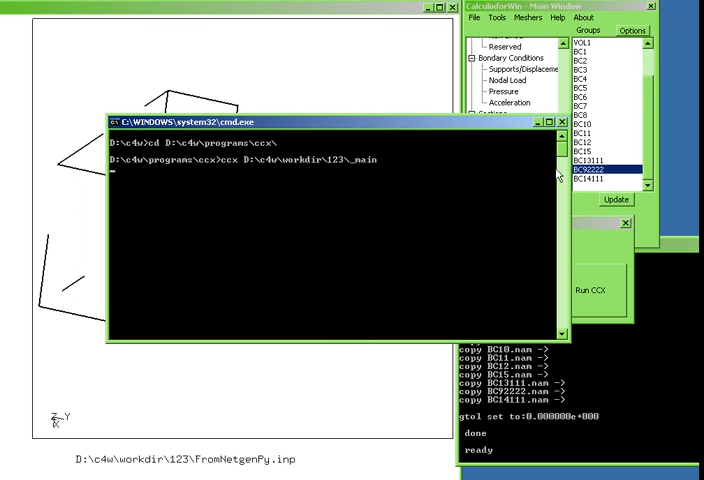 CalculixforWin - Main Window
File Tools Meshers Help About
Groups Options
Reserved
Bondary Conditions
Supports/Displaceme
Nodal Load
Pressure
Acceleration
VOL1
BC1
BC2
BC3
BC4
BC5
BC6
BC7
BC8
BC10
BC11
BC12
BC15
BC13111
BC92222
BC14111
Update
C:\WINDOWS\system32\cmd.exe
D:\c4w>cd D:\c4w\programs\ccx\
D:\c4w\programs\ccx>ccx D:\c4w\workdir\123\_main
Run CCX
copy BC10.nam ->
copy BC11.nam ->
copy BC12.nam ->
copy BC15.nam ->
copy BC13111.nam ->
copy BC92222.nam ->
copy BC14111.nam ->
gtol set to:0.000000e+000
done
ready
Z Y
X
D:\c4w\workdir\123\FromNetgenPy.inp